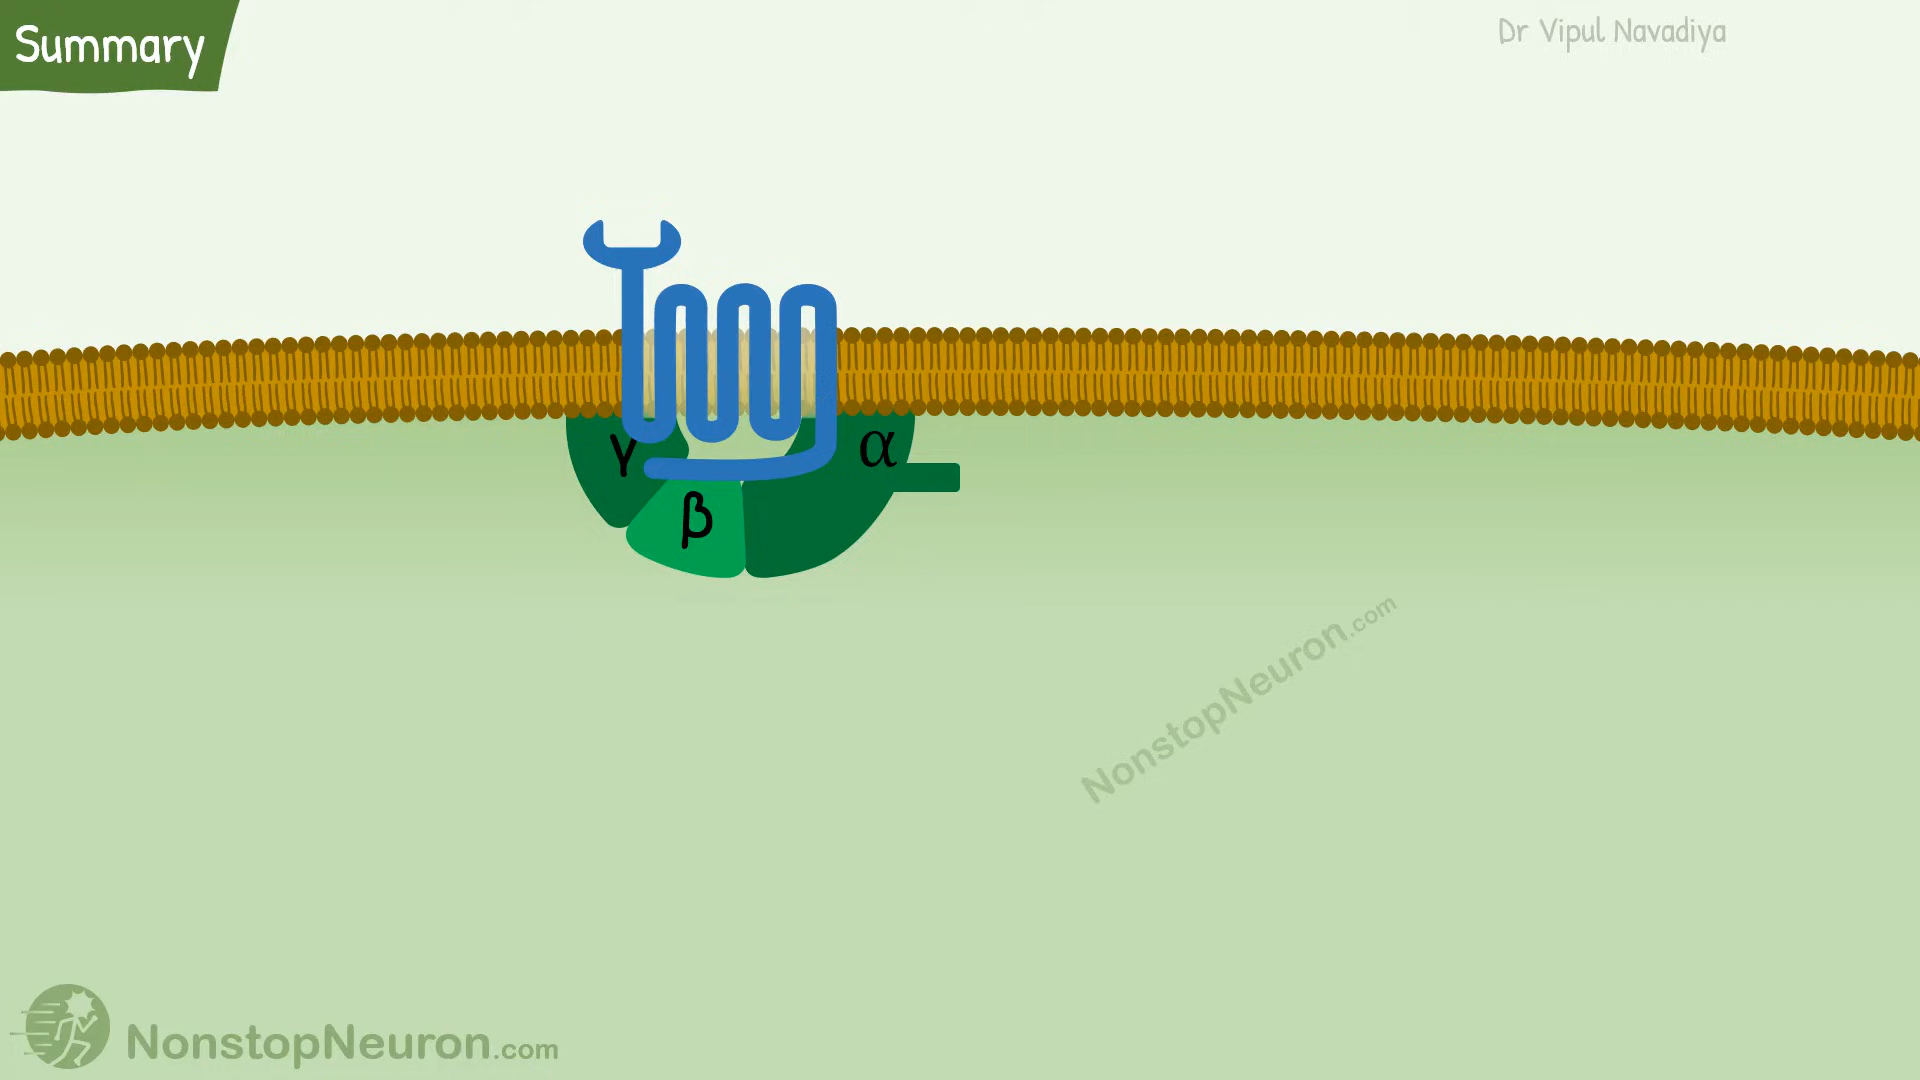 Summary
Dr Vipul Navadiya
γ
α
β
NonstopNeuron.com
NonstopNeuron.com